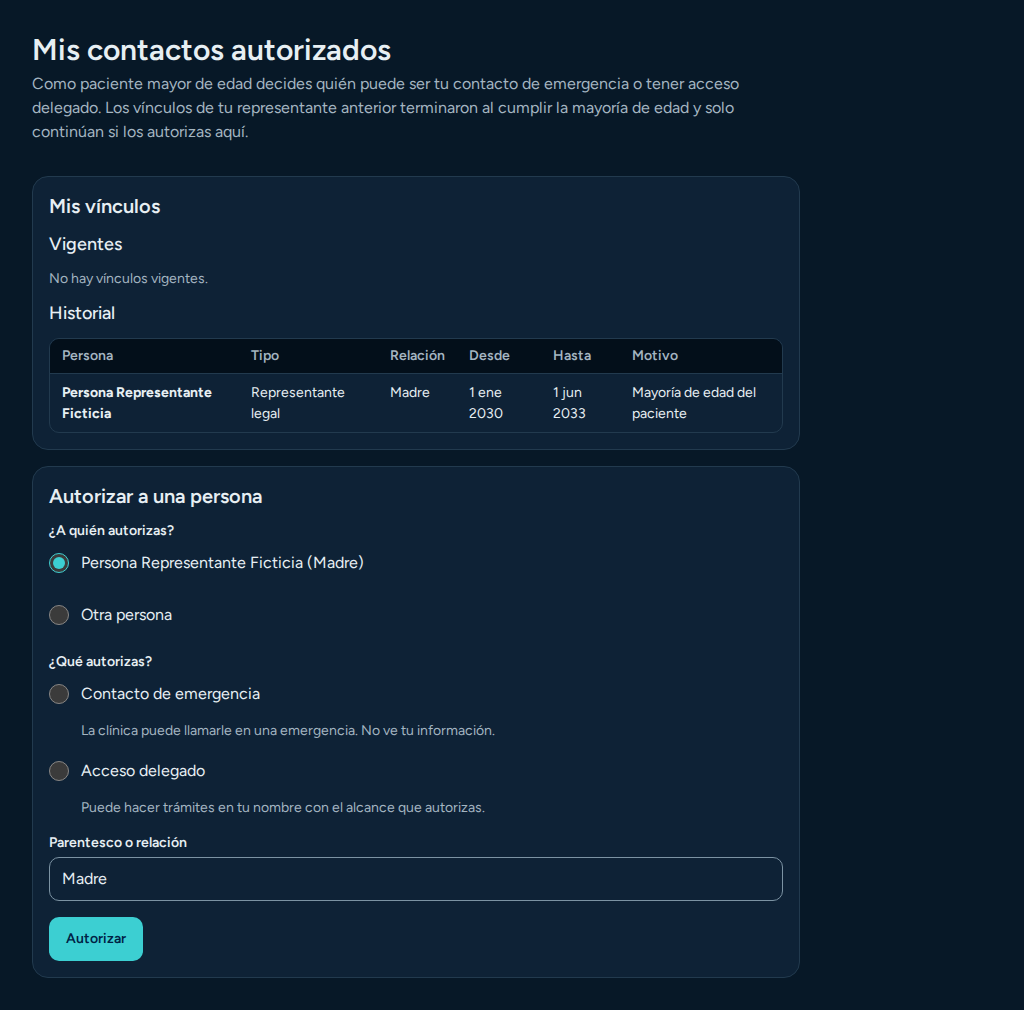 Mis contactos autorizados
Como paciente mayor de edad decides quién puede ser tu contacto de emergencia o tener acceso
delegado. Los vínculos de tu representante anterior terminaron al cumplir la mayoría de edad y solo
continúan si los autorizas aquí.
Mis vínculos
Vigentes
No hay vínculos vigentes.
Historial
Persona Tipo Relación Desde Hasta Motivo
Persona Representante Representante Madre 1 ene 1 jun Mayoría de edad del
Ficticia legal 2030 2033 paciente
Autorizar a una persona
¿A quién autorizas?
Persona Representante Ficticia (Madre)
Otra persona
¿Qué autorizas?
Contacto de emergencia
La clínica puede llamarle en una emergencia. No ve tu información.
Acceso delegado
Puede hacer trámites en tu nombre con el alcance que autorizas.
Parentesco o relación
Madre
Autorizar